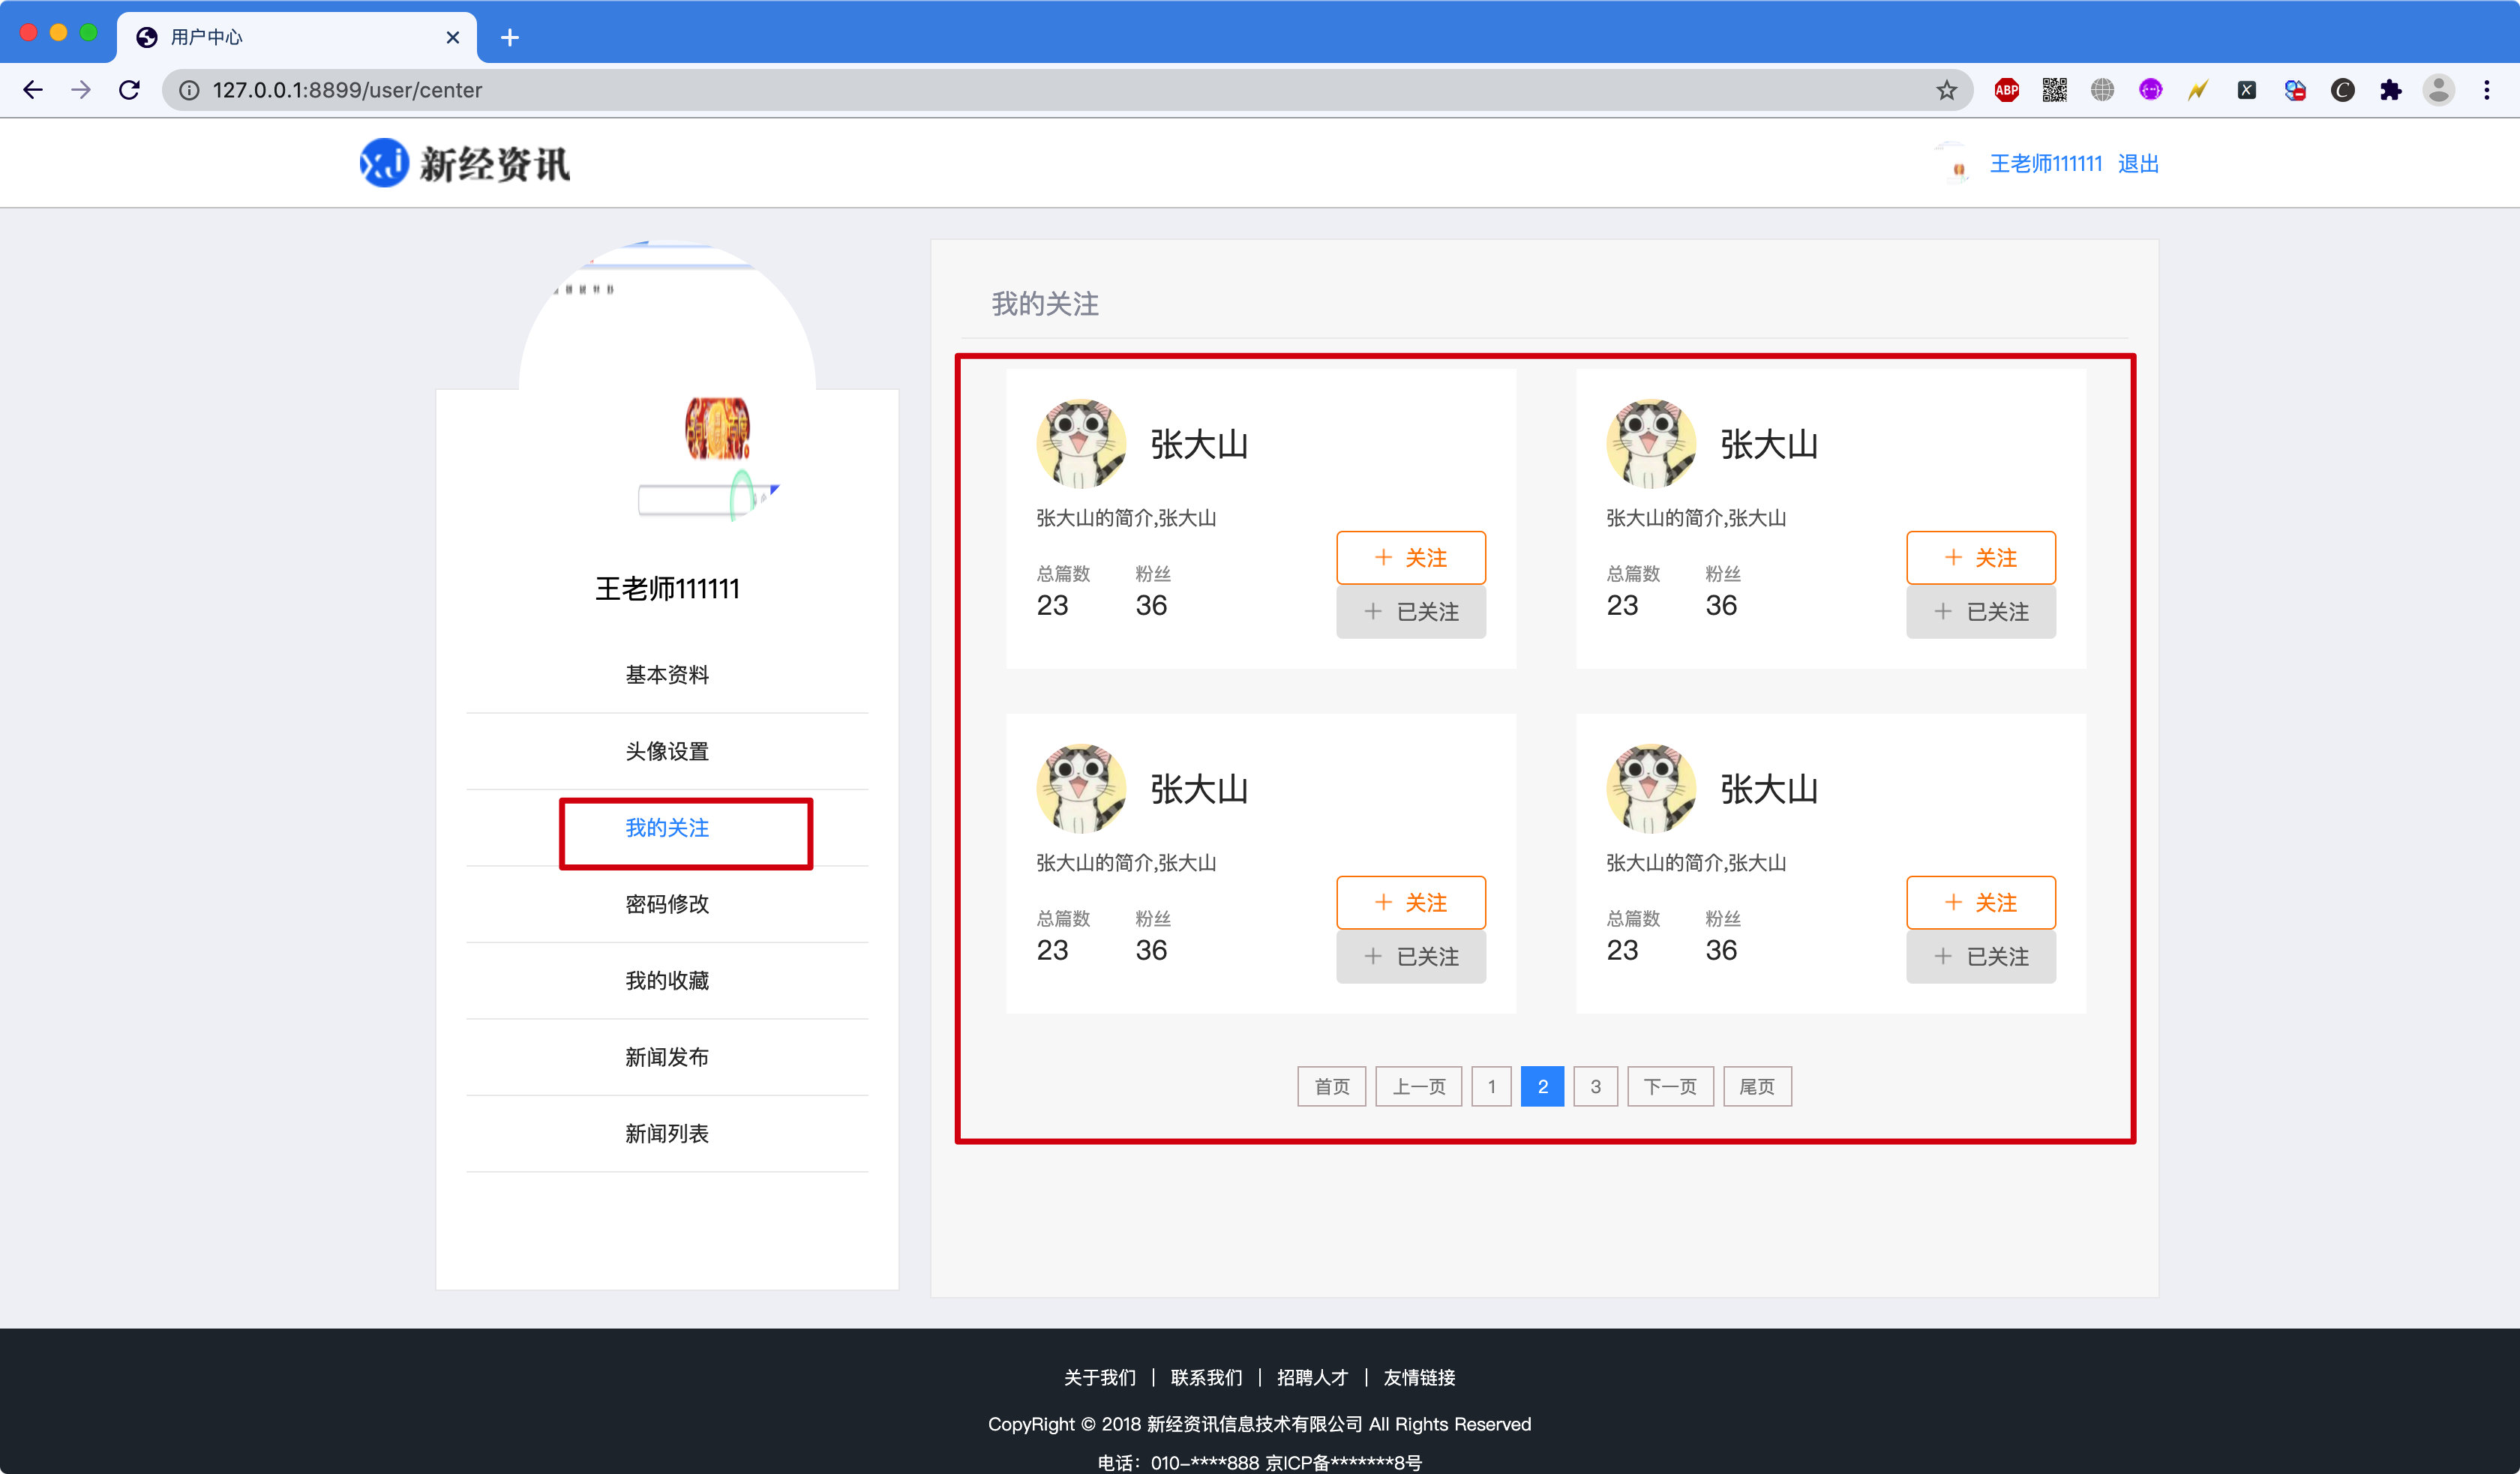 用户中心
127.0.0.1:8899/user/center
ABP
新经资讯
王老师111111 退出
王老师111111
基本资料
头像设置
我的关注
密码修改
我的收藏
新闻发布
新闻列表
我的关注
张大山
张大山的简介,张大山
总篇数 粉丝
23 36
+ 关注
+ 已关注
张大山
张大山的简介,张大山
总篇数 粉丝
23 36
+ 关注
+ 已关注
张大山
张大山的简介,张大山
总篇数 粉丝
23 36
+ 关注
+ 已关注
张大山
张大山的简介,张大山
总篇数 粉丝
23 36
+ 关注
+ 已关注
首页 上一页 1 2 3 下一页 尾页
关于我们 | 联系我们 | 招聘人才 | 友情链接
CopyRight © 2018 新经资讯信息技术有限公司 All Rights Reserved
电话：010-****888 京ICP备*******8号